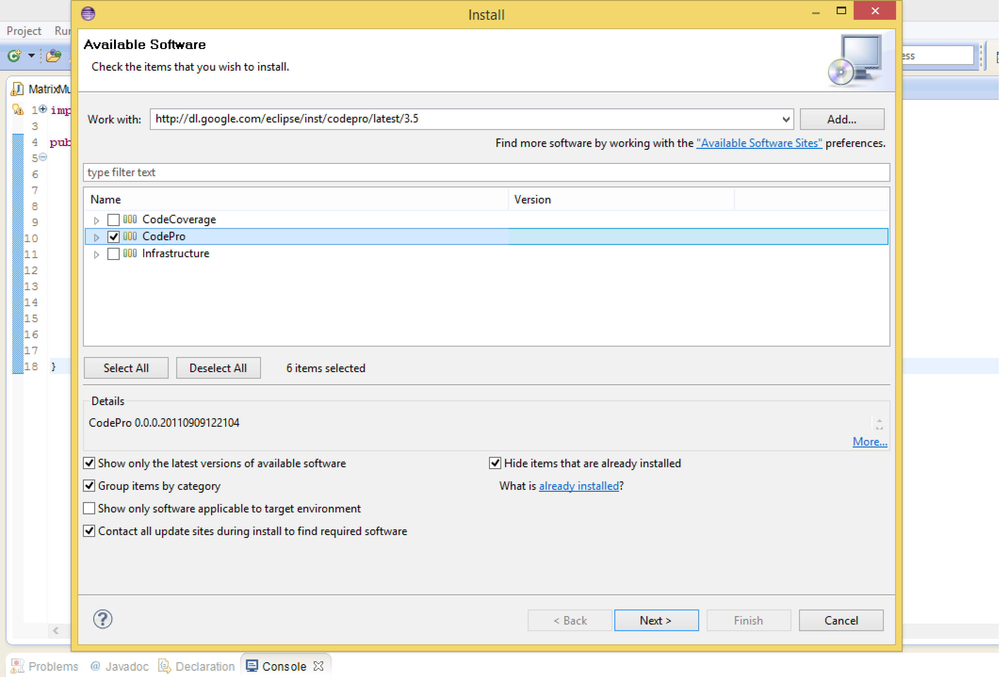 Install
Project Run
Available Software
Check the items that you wish to install.
ess
MatrixMu
Work with: http://dl.google.com/eclipse/inst/codepro/latest/3.5 Add...
Find more software by working with the "Available Software Sites" preferences.
type filter text
Name Version
CodeCoverage
CodePro
Infrastructure
1 imp
3
4 pub
5
6
7
8
9
10
11
12
13
14
15
16
17
18 }
Select All Deselect All 6 items selected
Details
CodePro 0.0.0.20110909122104
More...
Show only the latest versions of available software Hide items that are already installed
Group items by category What is already installed?
Show only software applicable to target environment
Contact all update sites during install to find required software
< Back Next > Finish Cancel
Problems @ Javadoc Declaration Console